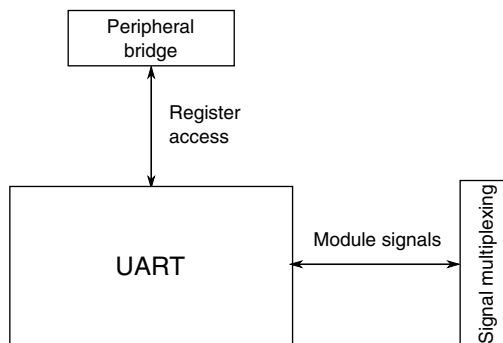 Peripheral
bridge
Register
access
UART
Module signals
Signal multiplexing